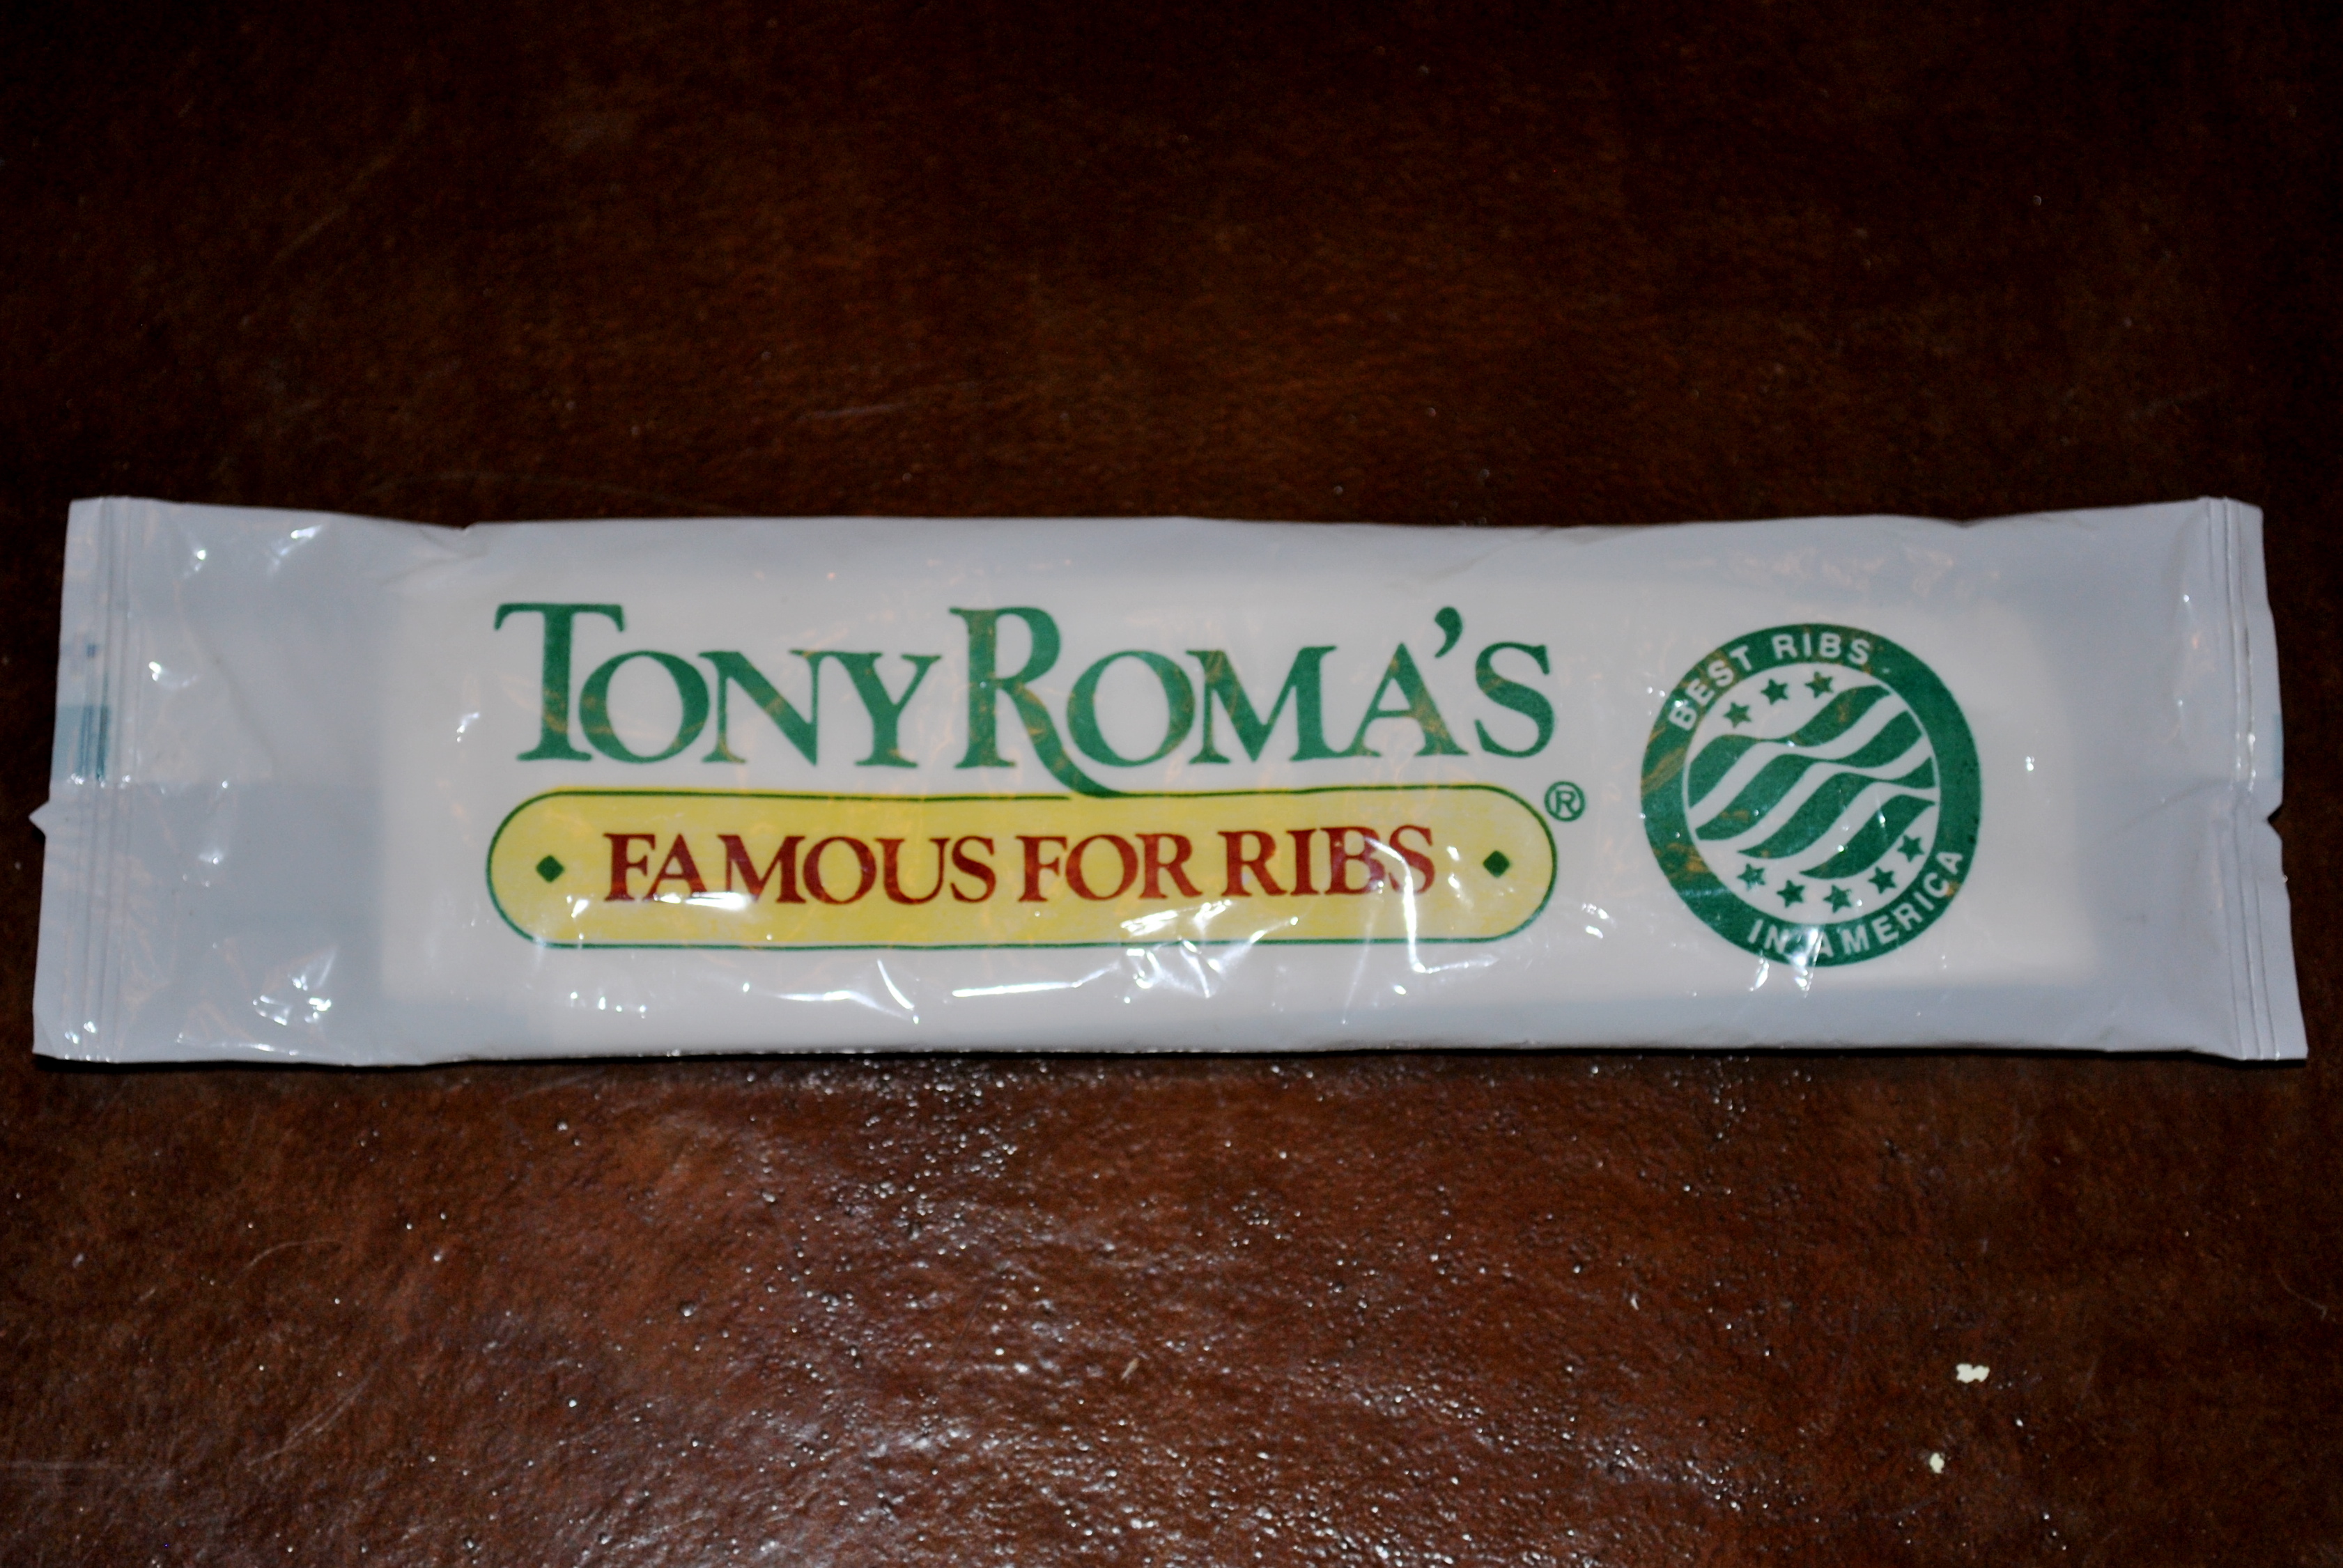 TONY ROMA'S
FAMOUS FOR RIBS ®
BEST RIBS
IN AMERICA